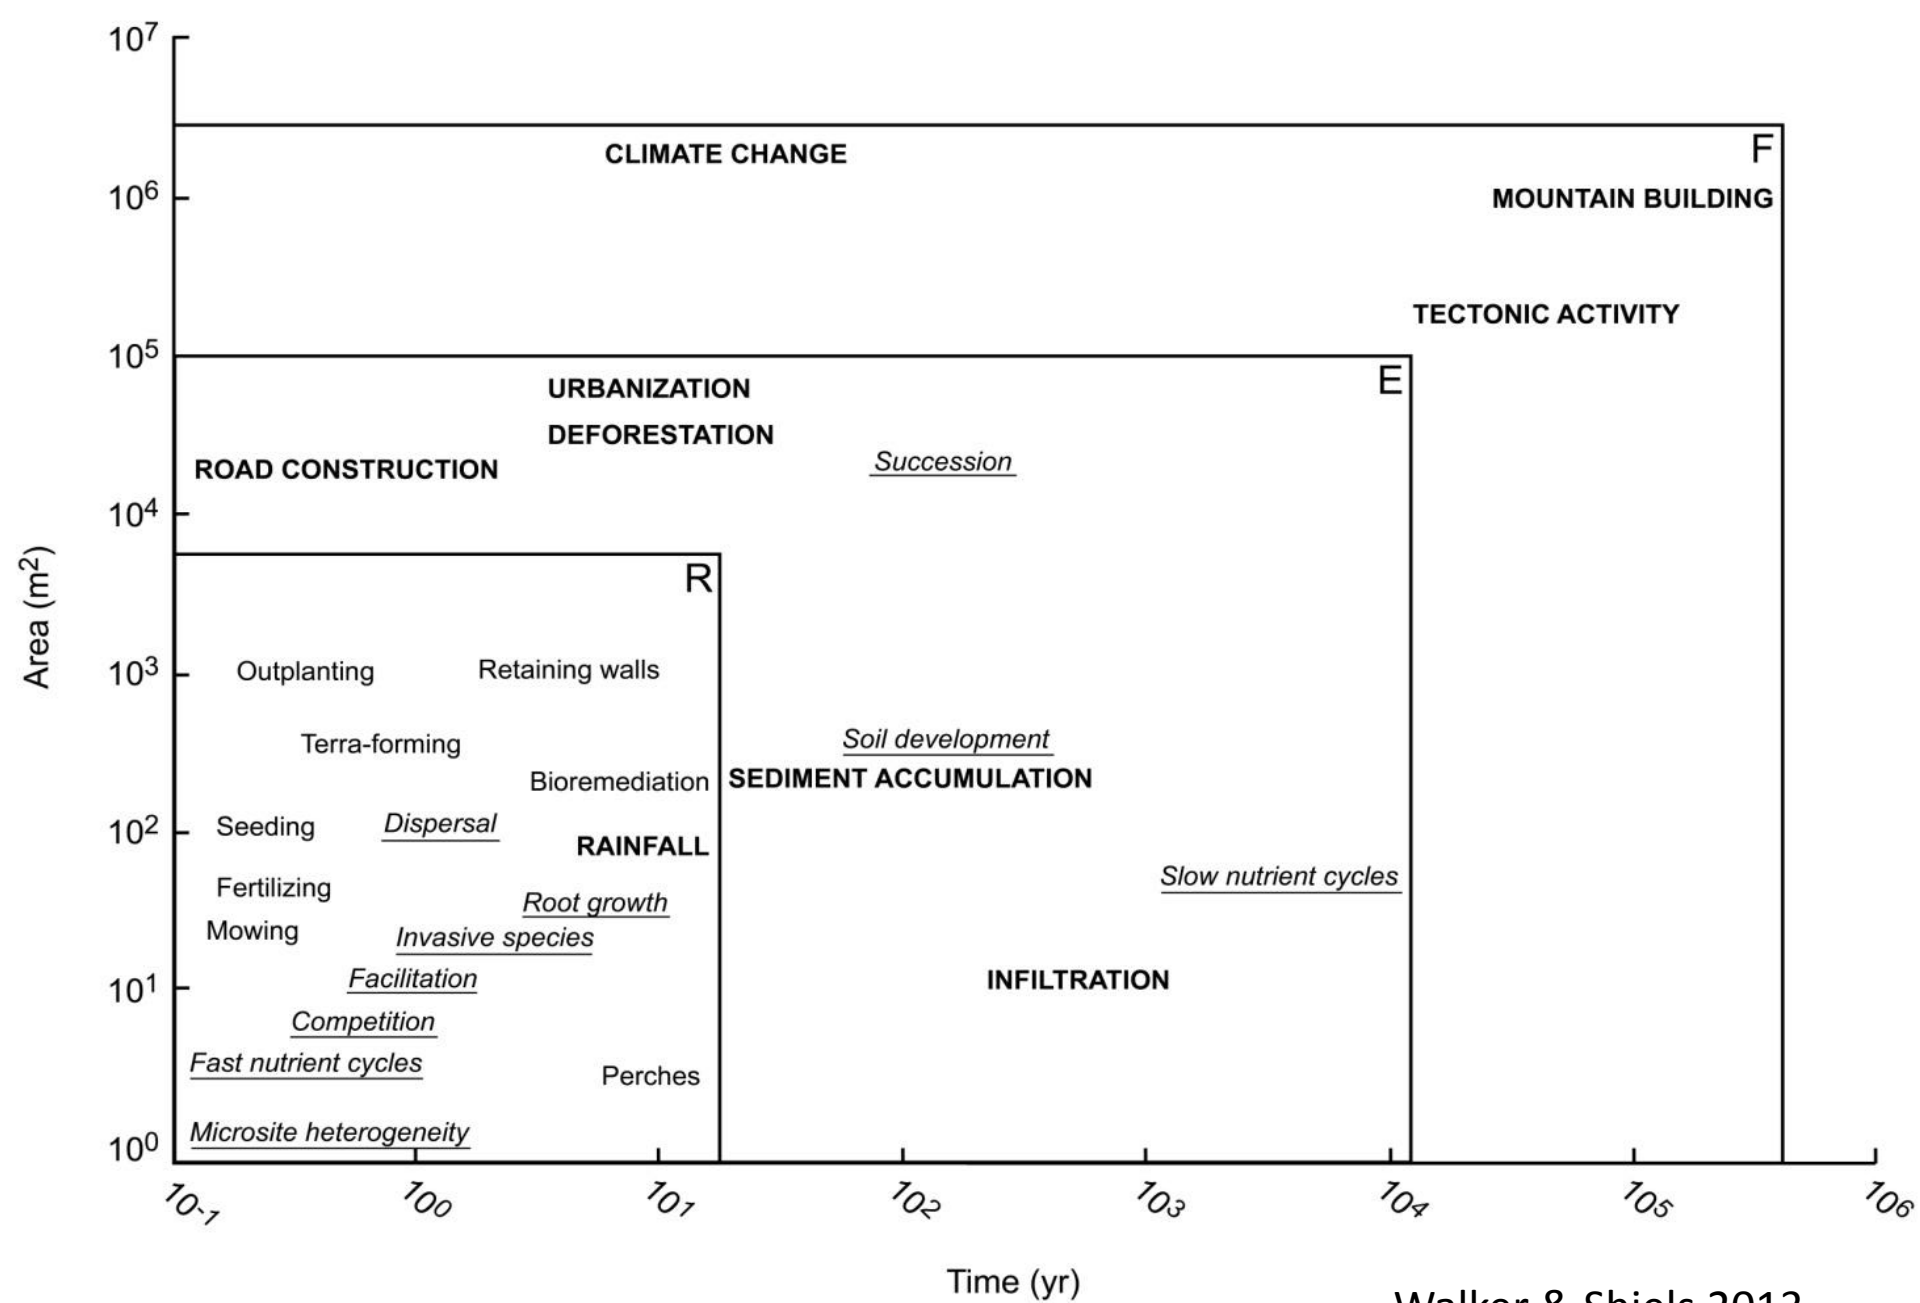 10⁷
CLIMATE CHANGE
F
10⁶
MOUNTAIN BUILDING
TECTONIC ACTIVITY
10⁵
URBANIZATION
E
DEFORESTATION
Succession
ROAD CONSTRUCTION
10⁴
R
Area (m²)
10³
Outplanting
Retaining walls
Terra-forming
Soil development
Bioremediation
SEDIMENT ACCUMULATION
10²
Seeding
Dispersal
RAINFALL
Fertilizing
Slow nutrient cycles
Root growth
Mowing
Invasive species
10¹
Facilitation
INFILTRATION
Competition
Fast nutrient cycles
Perches
Microsite heterogeneity
10⁰
10⁻¹ 10⁰ 10¹ 10² 10³ 10⁴ 10⁵ 10⁶
Time (yr)
Walker & Shiels 2013